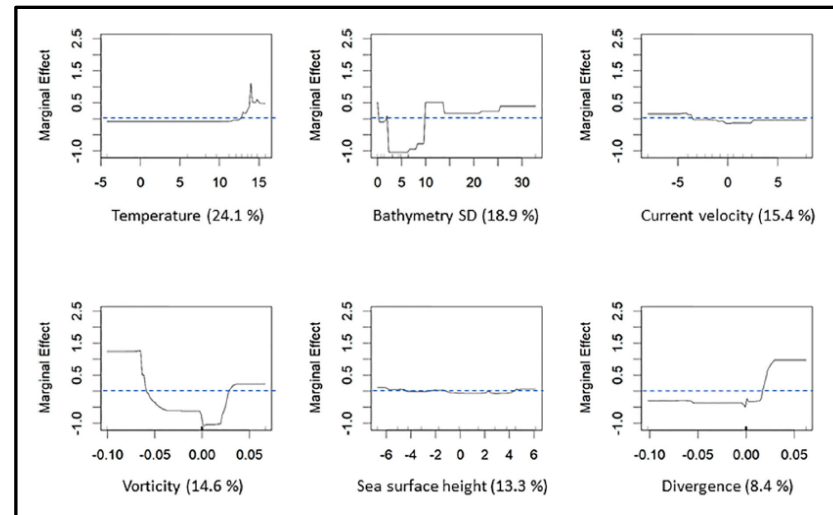 Marginal Effect
2.5
1.5
0.5
-1.0
-5 0 5 10 15
Temperature (24.1 %)
Marginal Effect
2.5
1.5
0.5
-1.0
0 5 10 20 30
Bathymetry SD (18.9 %)
Marginal Effect
2.5
1.5
0.5
-1.0
-5 0 5
Current velocity (15.4 %)
Marginal Effect
2.5
1.5
0.5
-1.0
-0.10 -0.05 0.00 0.05
Vorticity (14.6 %)
Marginal Effect
2.5
1.5
0.5
-1.0
-6 -4 -2 0 2 4 6
Sea surface height (13.3 %)
Marginal Effect
2.5
1.5
0.5
-1.0
-0.10 -0.05 0.00 0.05
Divergence (8.4 %)